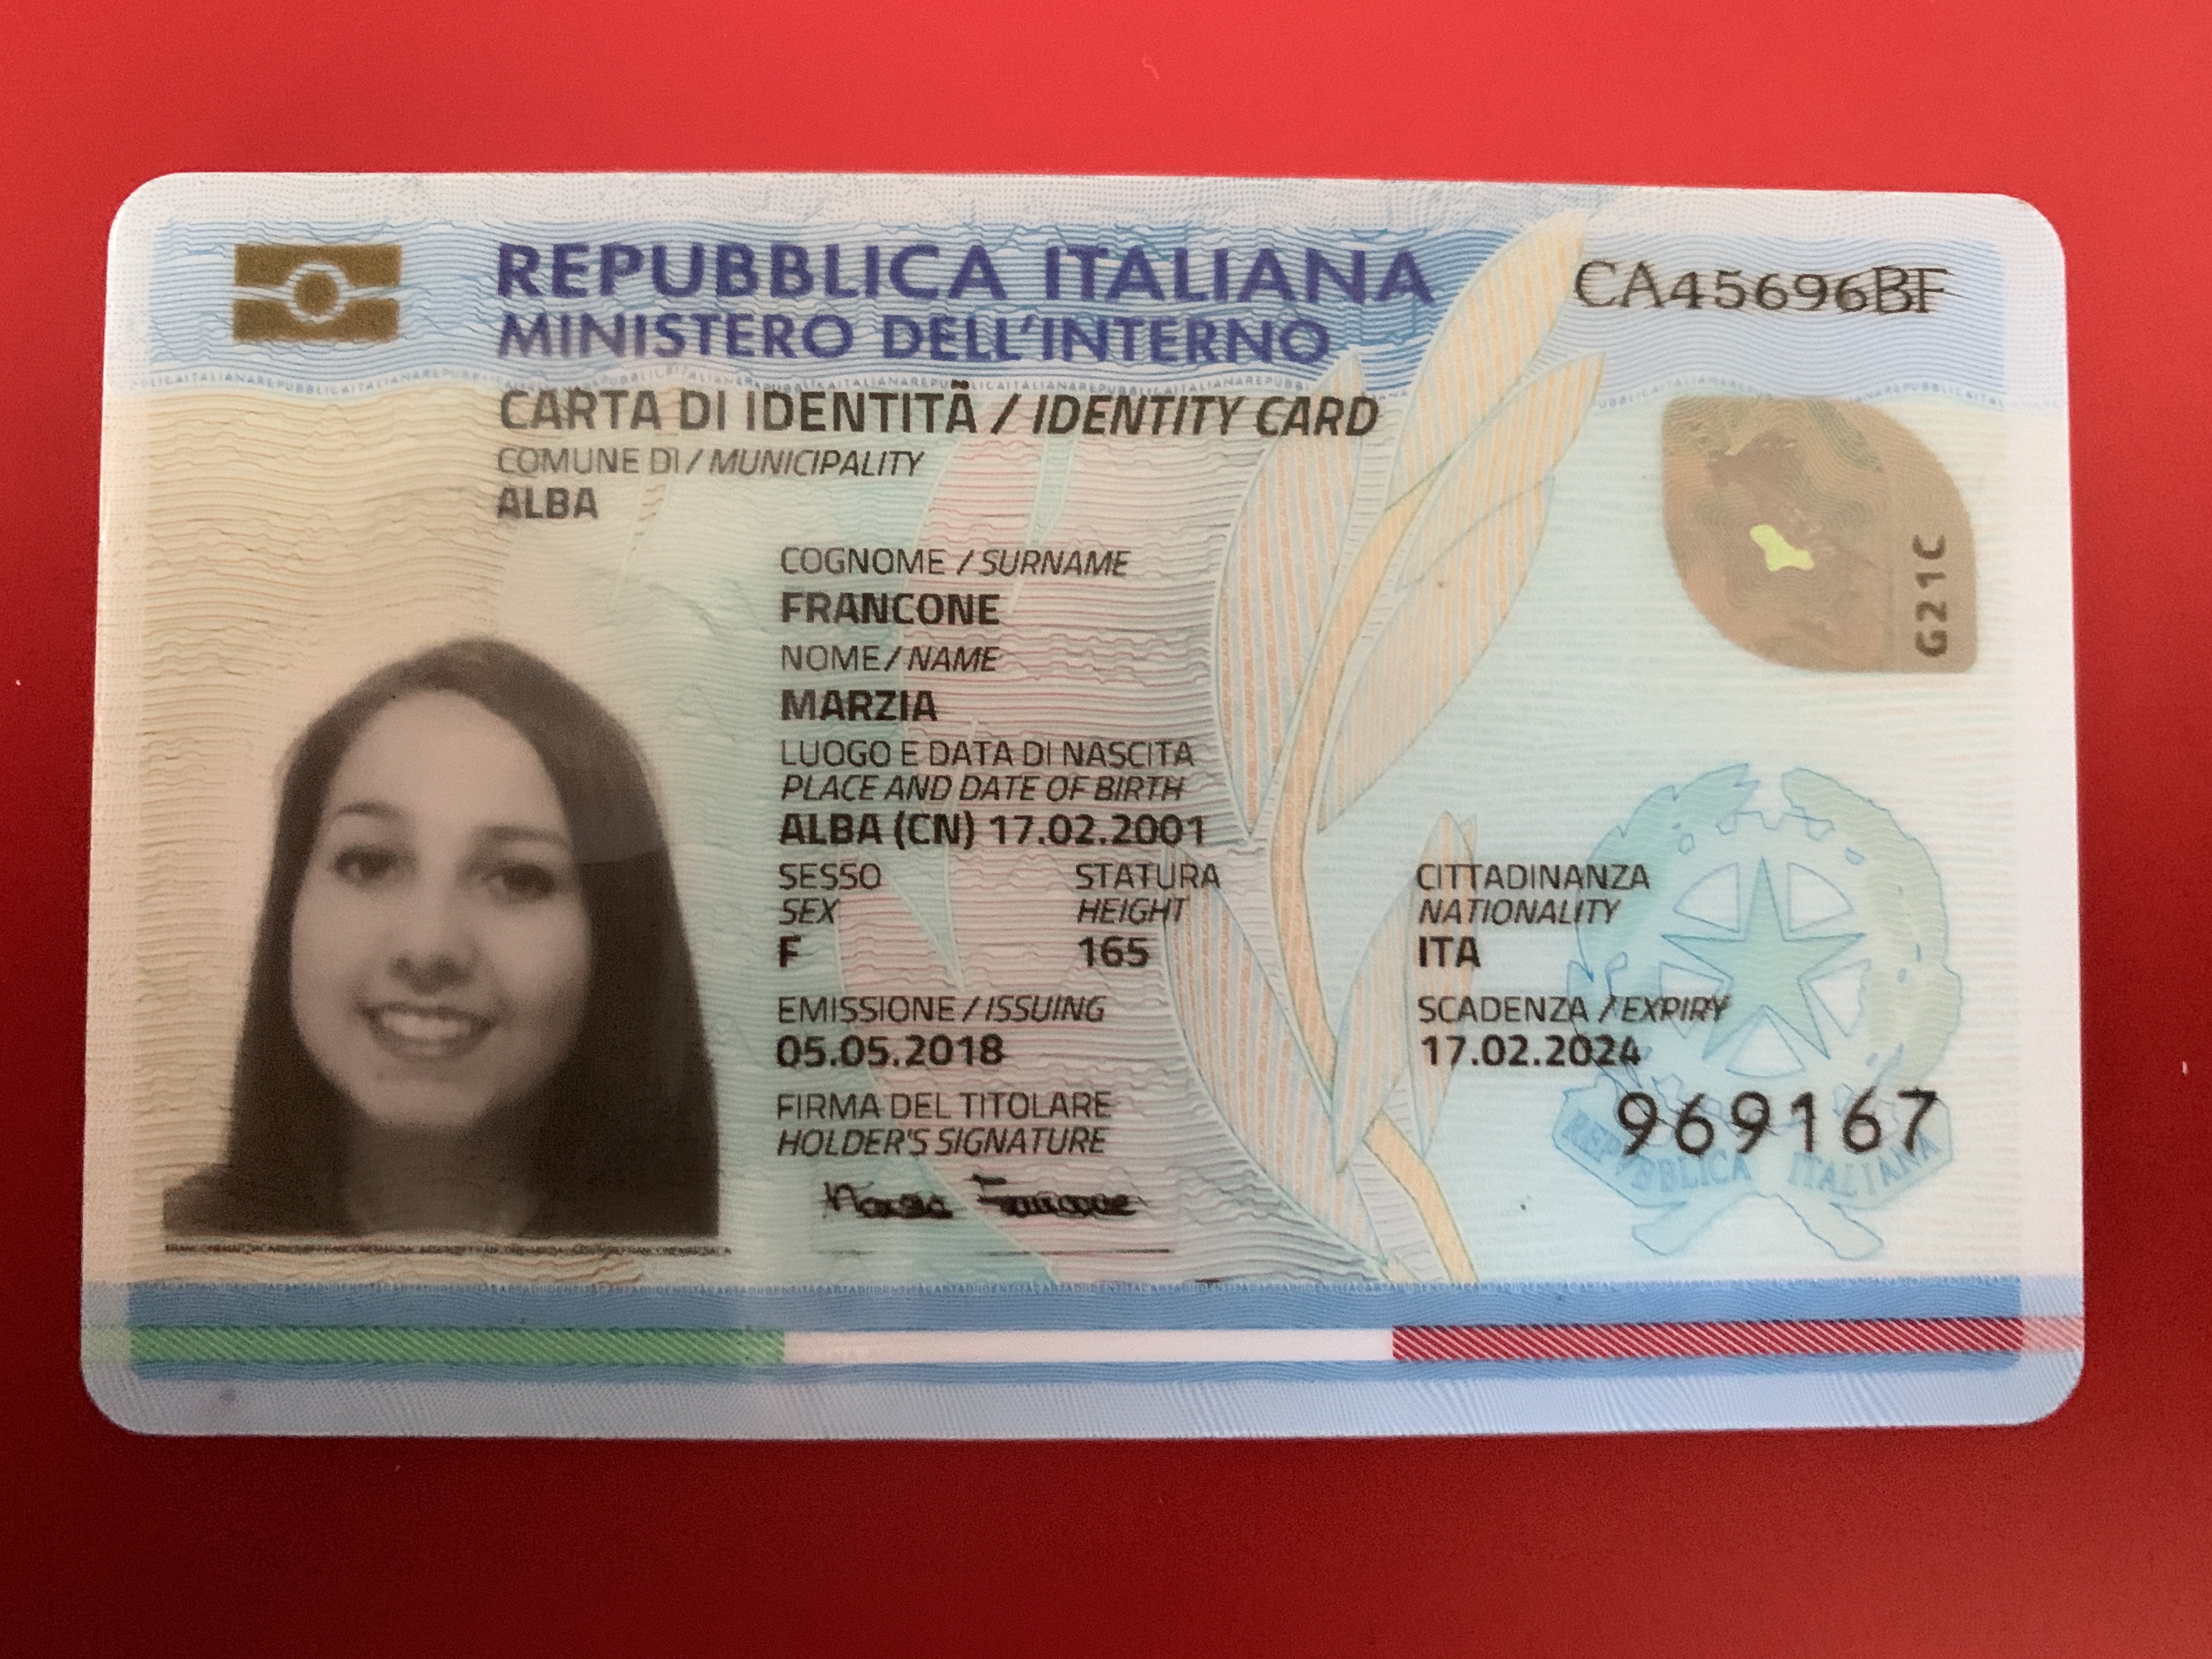 REPUBBLICA ITALIANA
CA45696BF
MINISTERO DELL'INTERNO
CARTA DI IDENTITÃ / IDENTITY CARD
COMUNE DI / MUNICIPALITY
ALBA
COGNOME / SURNAME
FRANCONE
NOME / NAME
MARZIA
LUOGO E DATA DI NASCITA
PLACE AND DATE OF BIRTH
ALBA (CN) 17.02.2001
SESSO STATURA CITTADINANZA
SEX HEIGHT NATIONALITY
F 165 ITA
EMISSIONE / ISSUING SCADENZA / EXPIRY
05.05.2018 17.02.2024
969167
FIRMA DEL TITOLARE
HOLDER'S SIGNATURE
REPVBBLICA ITALIANA
Francone
G21C